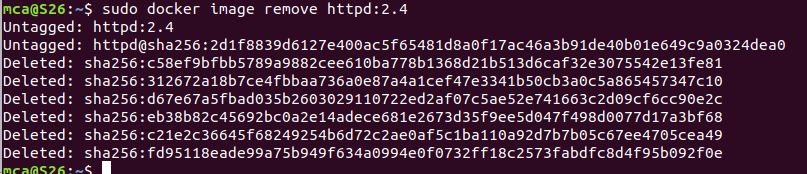 mca@S26:~$ sudo docker image remove httpd:2.4
Untagged: httpd:2.4
Untagged: httpd@sha256:2d1f8839d6127e400ac5f65481d8a0f17ac46a3b91de40b01e649c9a0324dea0
Deleted: sha256:c58ef9bfbb5789a9882cee610ba778b1368d21b513d6caf32e3075542e13fe81
Deleted: sha256:312672a18b7ce4fbbaa736a0e87a4a1cef47e3341b50cb3a0c5a865457347c10
Deleted: sha256:d67e67a5fbad035b2603029110722ed2af07c5ae52e741663c2d09cf6cc90e2c
Deleted: sha256:eb38b82c45692bc0a2e14adece681e2673d35f9ee5d047f498d0077d17a3bf68
Deleted: sha256:c21e2c36645f68249254b6d72c2ae0af5c1ba110a92d7b7b05c67ee4705cea49
Deleted: sha256:fd95118eade99a75b949f634a0994e0f0732ff18c2573fabdfc8d4f95b092f0e
mca@S26:~$